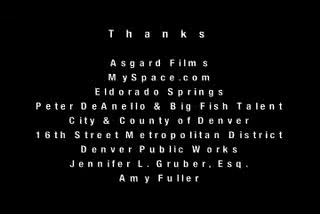 Thanks
Asgard Films
MySpace.com
Eldorado Springs
Peter DeAnello & Big Fish Talent
City & County of Denver
16th Street Metropolitan District
Denver Public Works
Jennifer L. Gruber, Esq.
Amy Fuller